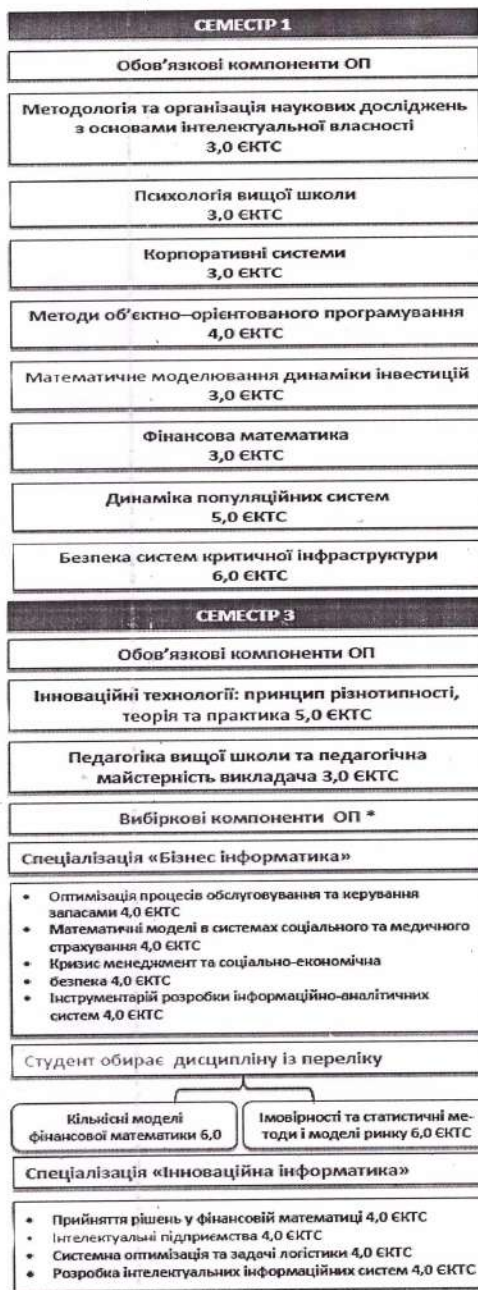 СЕМЕСТР 1
Обов’язкові компоненти ОП
Методологія та організація наукових досліджень
з основами інтелектуальної власності
3,0 ЄКТС
Психологія вищої школи
3,0 ЄКТС
Корпоративні системи
3,0 ЄКТС
Методи об’єктно–орієнтованого програмування
4,0 ЄКТС
Математичне моделювання динаміки інвестицій
3,0 ЄКТС
Фінансова математика
3,0 ЄКТС
Динаміка популяційних систем
5,0 ЄКТС
Безпека систем критичної інфраструктури
6,0 ЄКТС
СЕМЕСТР 3
Обов’язкові компоненти ОП
Інноваційні технології: принцип різнотипності,
теорія та практика 5,0 ЄКТС
Педагогіка вищої школи та педагогічна
майстерність викладача 3,0 ЄКТС
Вибіркові компоненти ОП *
Спеціалізація «Бізнес інформатика»
• Оптимізація процесів обслуговування та керування
запасами 4,0 ЄКТС
• Математичні моделі в системах соціального та медичного
страхування 4,0 ЄКТС
• Кризис менеджмент та соціально-економічна
• безпека 4,0 ЄКТС
• Інструментарій розробки інформаційно-аналітичних
систем 4,0 ЄКТС
Студент обирає дисципліну із переліку
Кількісні моделі
фінансової математики 6,0
Імовірності та статистичні ме-
тоди і моделі ринку 6,0 ЄКТС
Спеціалізація «Інноваційна інформатика»
• Прийняття рішень у фінансовій математиці 4,0 ЄКТС
• Інтелектуальні підприємства 4,0 ЄКТС
• Системна оптимізація та задачі логістики 4,0 ЄКТС
• Розробка інтелектуальних інформаційних систем 4,0 ЄКТС